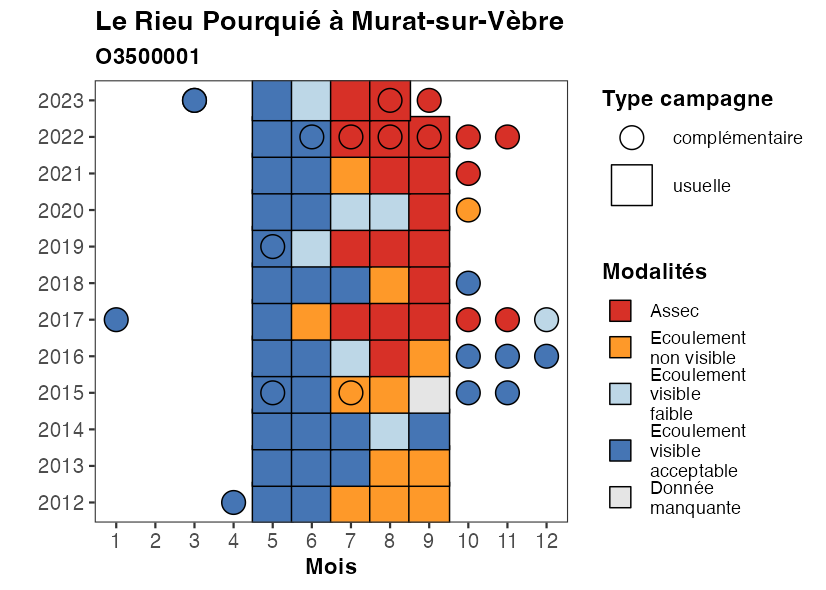 Le Rieu Pourquié à Murat-sur-Vèbre
O3500001
2023
2022
2021
2020
2019
2018
2017
2016
2015
2014
2013
2012
1 2 3 4 5 6 7 8 9 10 11 12
Mois
Type campagne
complémentaire
usuelle
Modalités
Assec
Ecoulement
non visible
Ecoulement
visible
faible
Ecoulement
visible
acceptable
Donnée
manquante